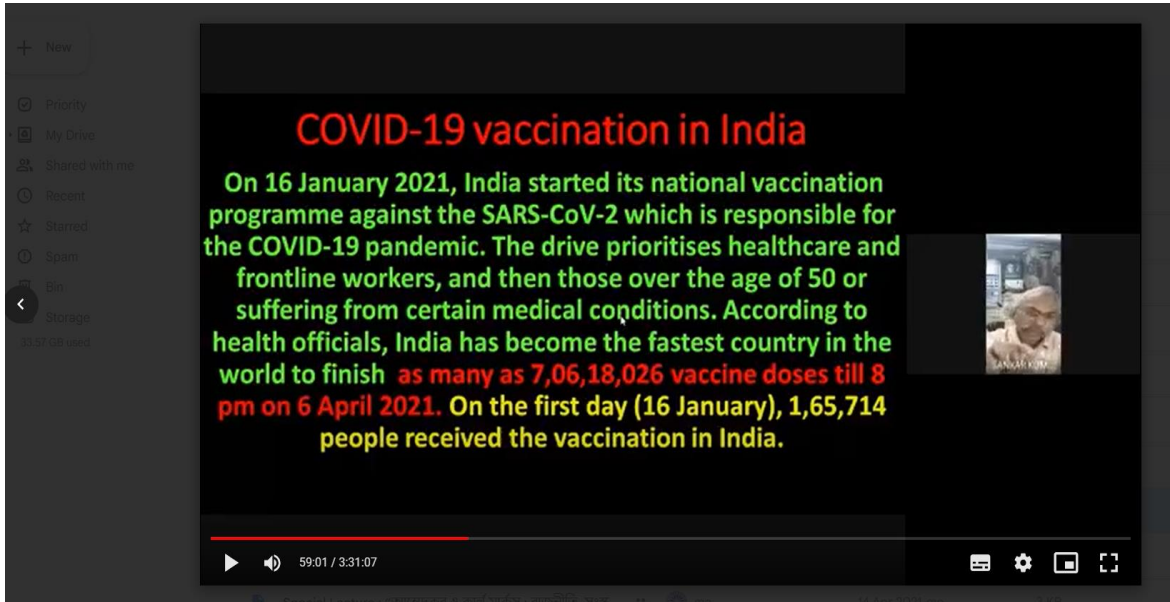 New
Priority
My Drive
Shared with me
Recent
Starred
Spam
Bin
Storage
COVID-19 vaccination in India
On 16 January 2021, India started its national vaccination
programme against the SARS-CoV-2 which is responsible for
the COVID-19 pandemic. The drive prioritises healthcare and
frontline workers, and then those over the age of 50 or
suffering from certain medical conditions. According to
health officials, India has become the fastest country in the
world to finish as many as 7,06,18,026 vaccine doses till 8
pm on 6 April 2021. On the first day (16 January), 1,65,714
people received the vaccination in India.
59:01 / 3:31:07